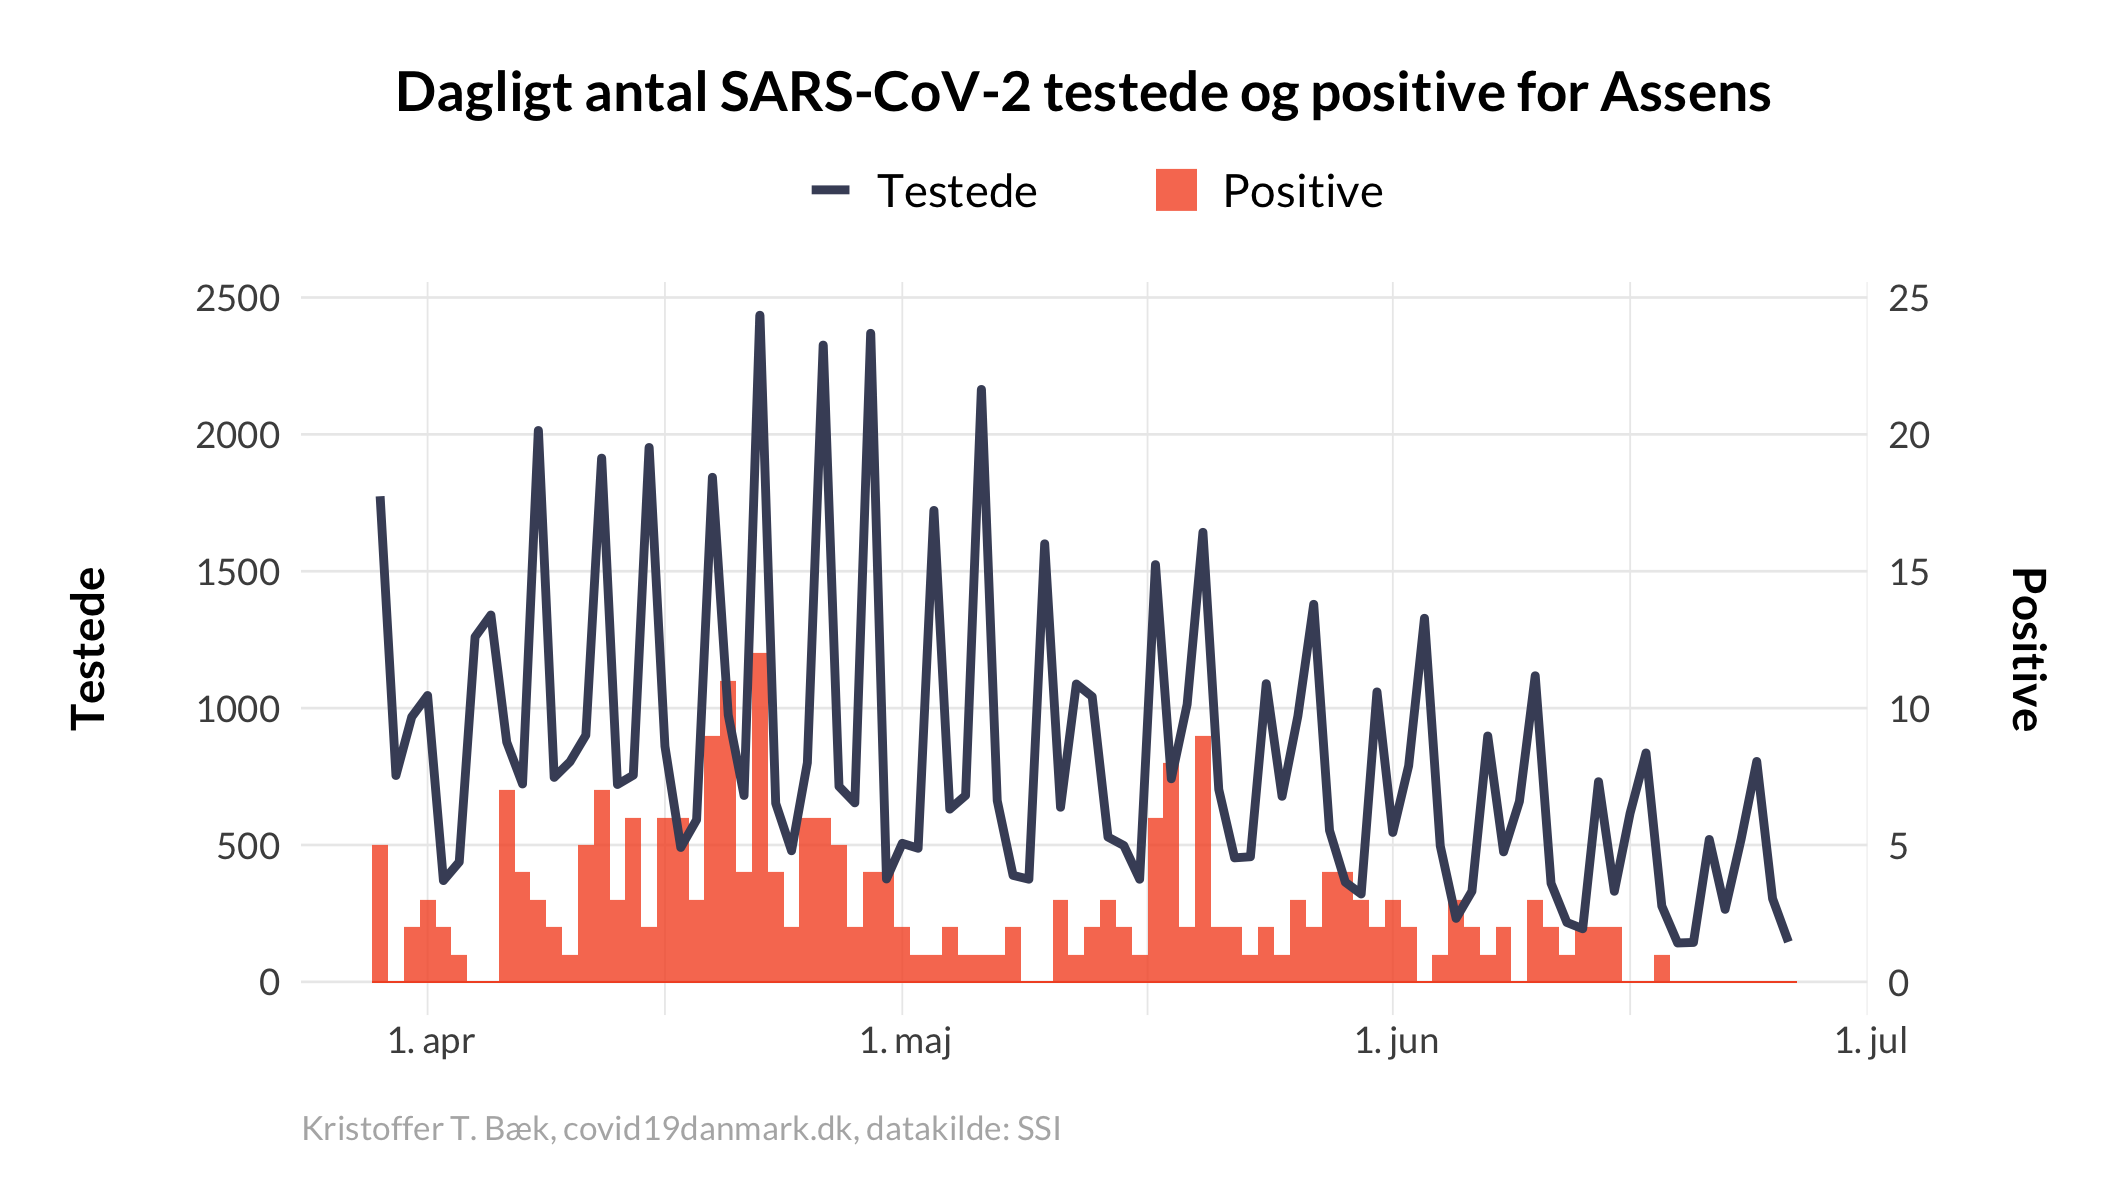 Dagligt antal SARS-CoV-2 testede og positive for Assens
Testede Positive
2500 25
2000 20
1500 15
1000 10
500 5
0 0
Testede
Positive
1. apr 1. maj 1. jun 1. jul
Kristoffer T. Bæk, covid19danmark.dk, datakilde: SSI